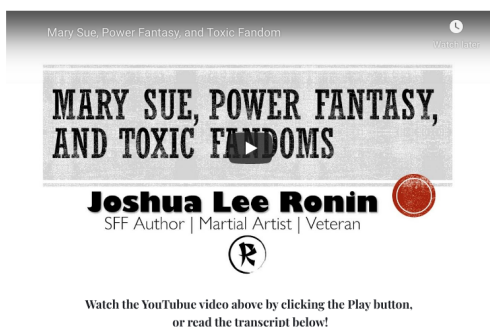 Mary Sue, Power Fantasy, and Toxic Fandom
Watch later
MARY SUE, POWER FANTASY,
AND TOXIC FANDOMS
Joshua Lee Ronin
SFF Author | Martial Artist | Veteran
R
Watch the YouTubue video above by clicking the Play button,
or read the transcript below!